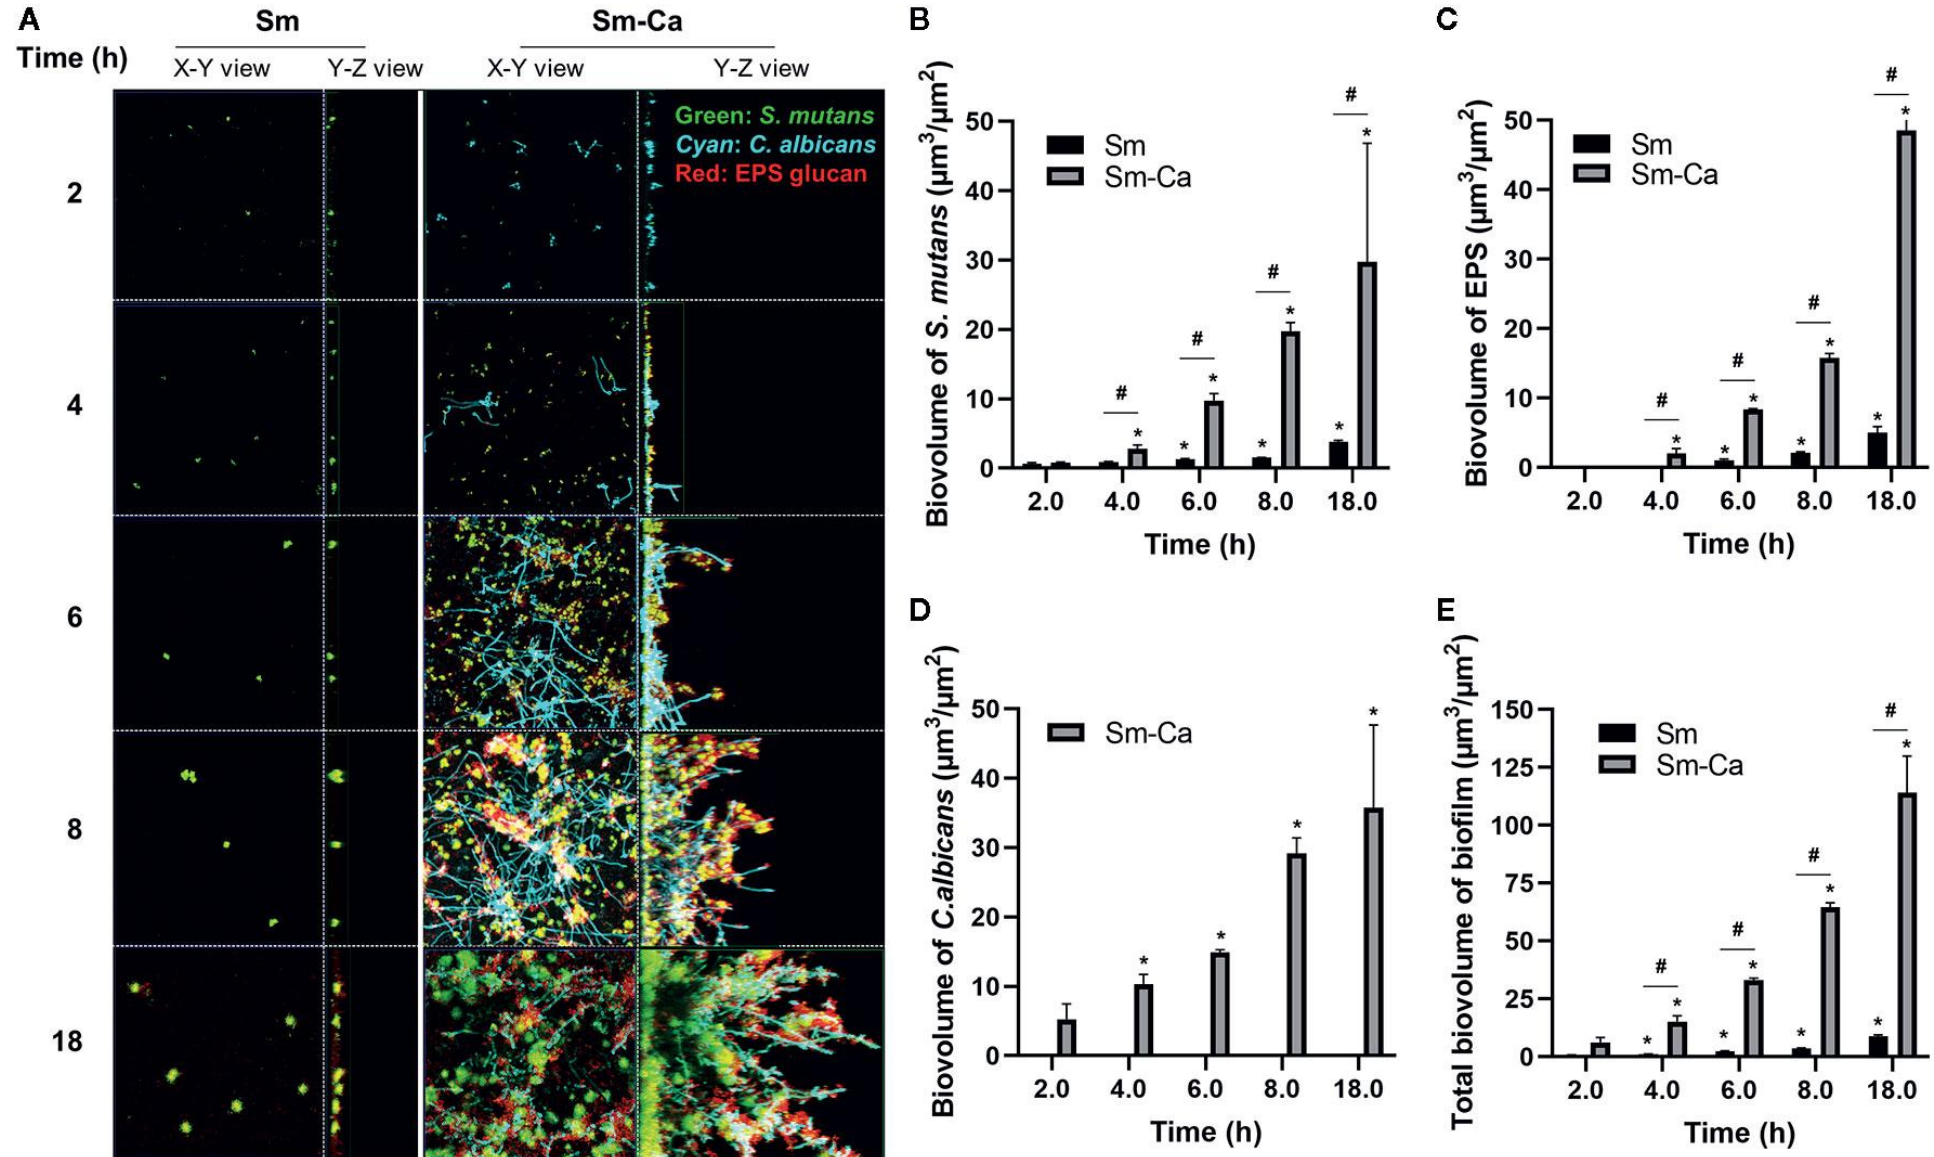 A
Sm
Sm-Ca
Time (h)
X-Y view
Y-Z view
X-Y view
Y-Z view
Green: S. mutans
Cyan: C. albicans
Red: EPS glucan
2
4
6
8
18
B
Biovolume of S. mutans (μm³/μm²)
Sm
Sm-Ca
50
40
30
20
10
0
#
*
#
*
*
#
*
*
#
*
*
2.0
4.0
6.0
8.0
18.0
Time (h)
C
Biovolume of EPS (μm³/μm²)
Sm
Sm-Ca
50
40
30
20
10
0
#
*
#
*
*
#
*
*
#
*
*
2.0
4.0
6.0
8.0
18.0
Time (h)
D
Biovolume of C.albicans (μm³/μm²)
Sm-Ca
50
40
30
20
10
0
*
*
*
*
2.0
4.0
6.0
8.0
18.0
Time (h)
E
Total biovolume of biofilm (μm³/μm²)
Sm
Sm-Ca
150
125
100
75
50
25
0
#
*
*
#
*
*
#
*
*
#
*
*
2.0
4.0
6.0
8.0
18.0
Time (h)